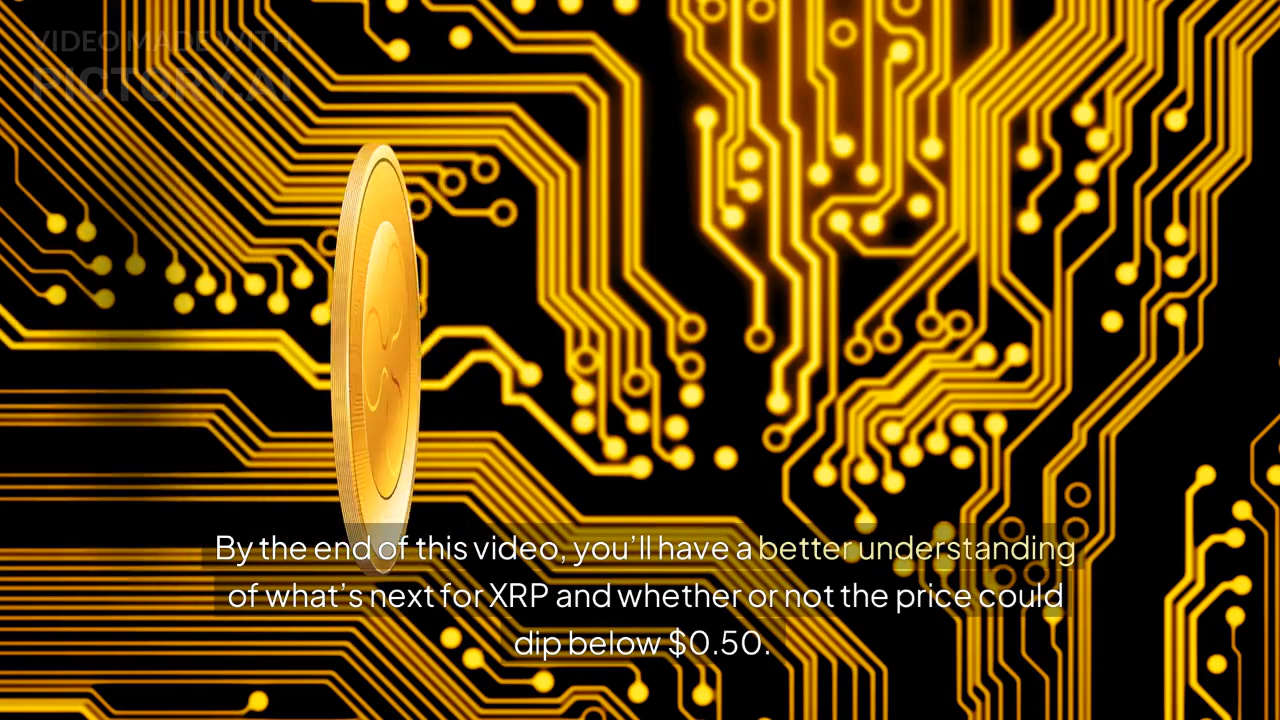 VIDEO MADE WITH
PICTORY.AI
By the end of this video, you’ll have a better understanding
of what’s next for XRP and whether or not the price could
dip below $0.50.